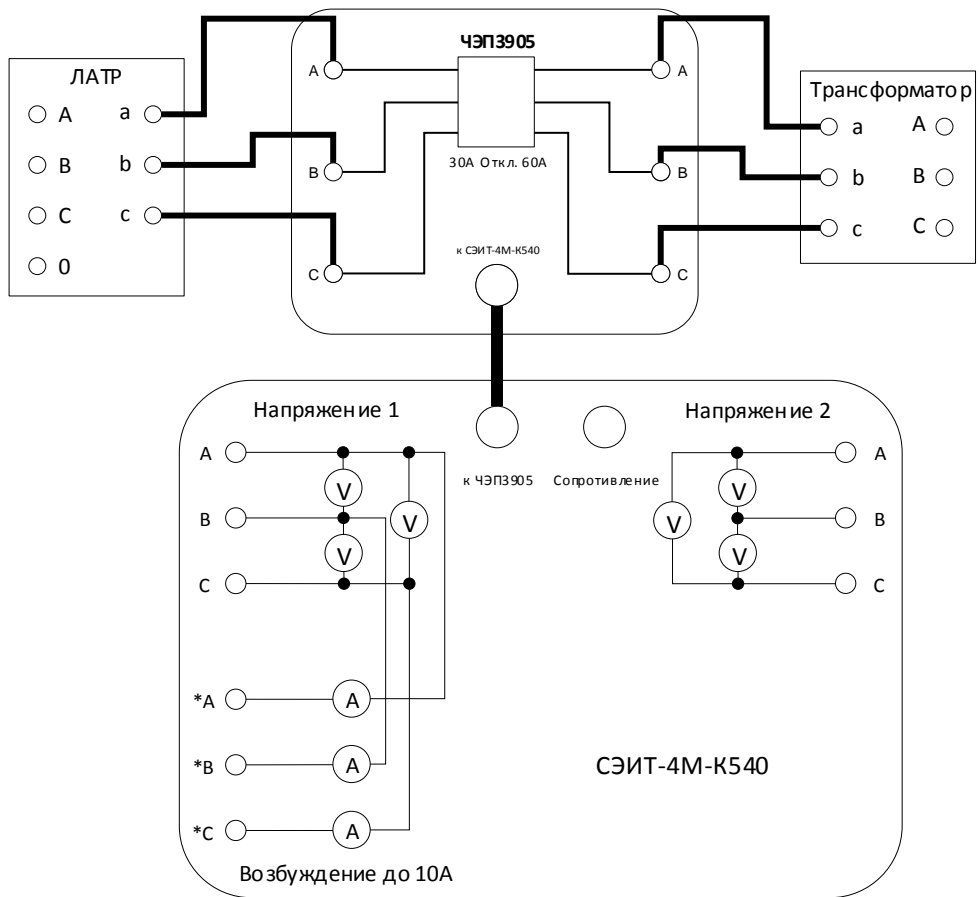 ЧЭП3905
ЛАТР
A
a
B
b
C
c
0
A
B
C
30А Откл. 60А
к СЭИТ-4М-К540
A
B
C
Трансформатор
a
A
b
B
c
C
Напряжение 1
A
B
C
V
V
V
к ЧЭП3905
Сопротивление
Напряжение 2
V
V
V
A
B
C
*A
A
*B
A
*C
A
Возбуждение до 10А
СЭИТ-4М-К540